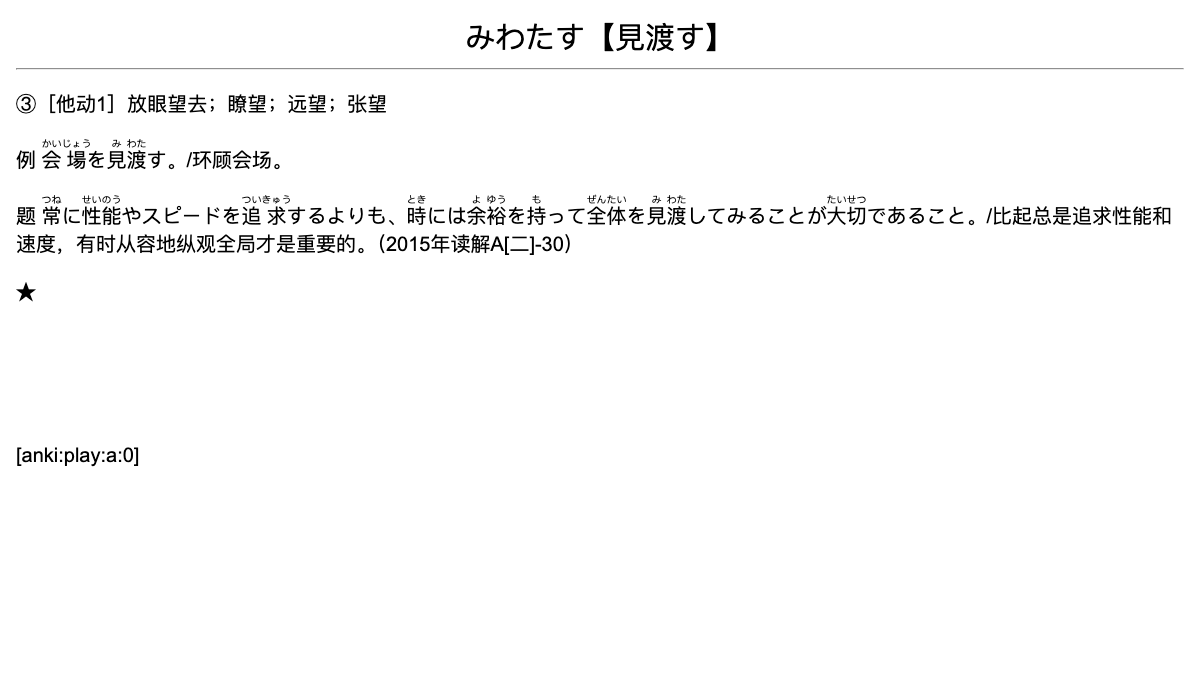 みわたす【見渡す】
③［他动1］放眼望去；瞭望；远望；张望
かいじょう み わた
例 会場を見渡す。/环顾会场。
つね せいのう ついきゅう とき よ ゆう も ぜんたい み わた たいせつ
题 常に性能やスピードを追求するよりも、時には余裕を持って全体を見渡してみることが大切であること。/比起总是追求性能和
速度，有时从容地纵观全局才是重要的。（2015年读解A[二]-30）
★
[anki:play:a:0]